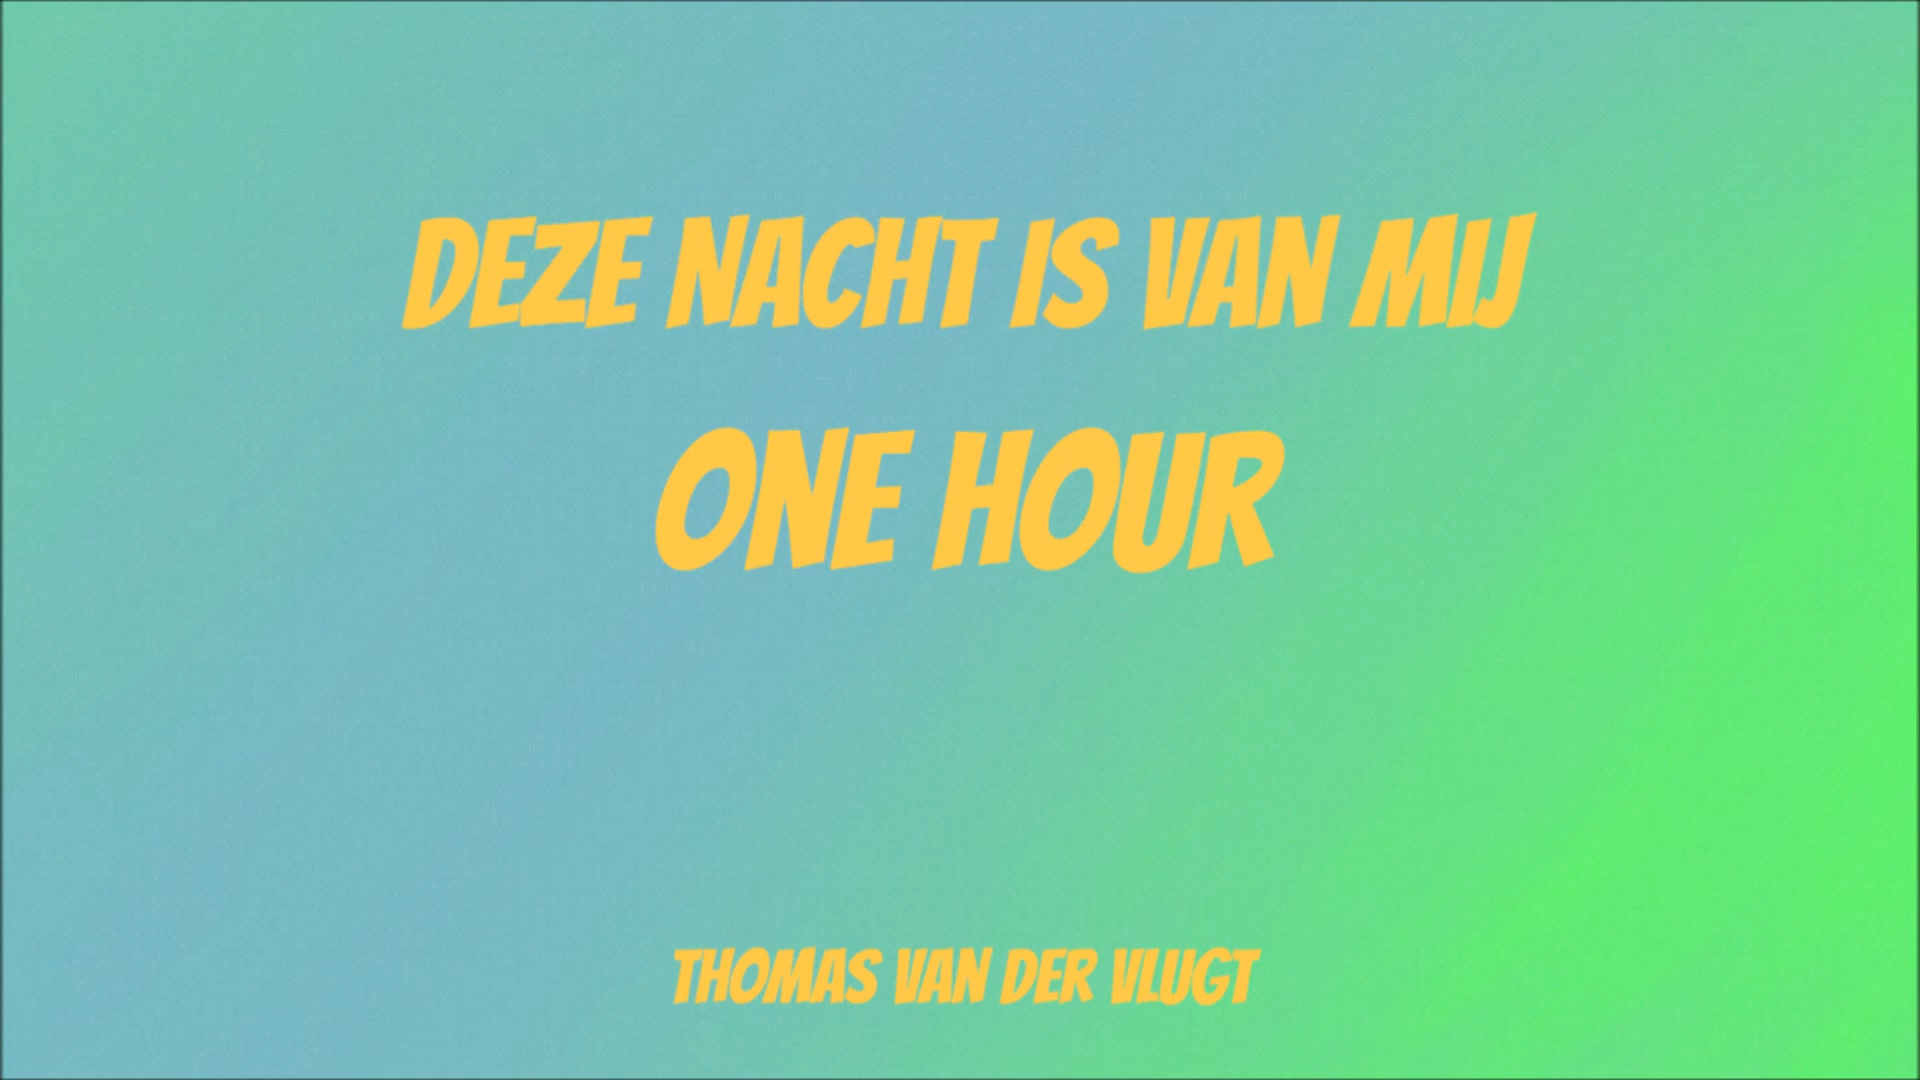 DEZE NACHT IS VAN MIJ
ONE HOUR
THOMAS VAN DER VLUGT